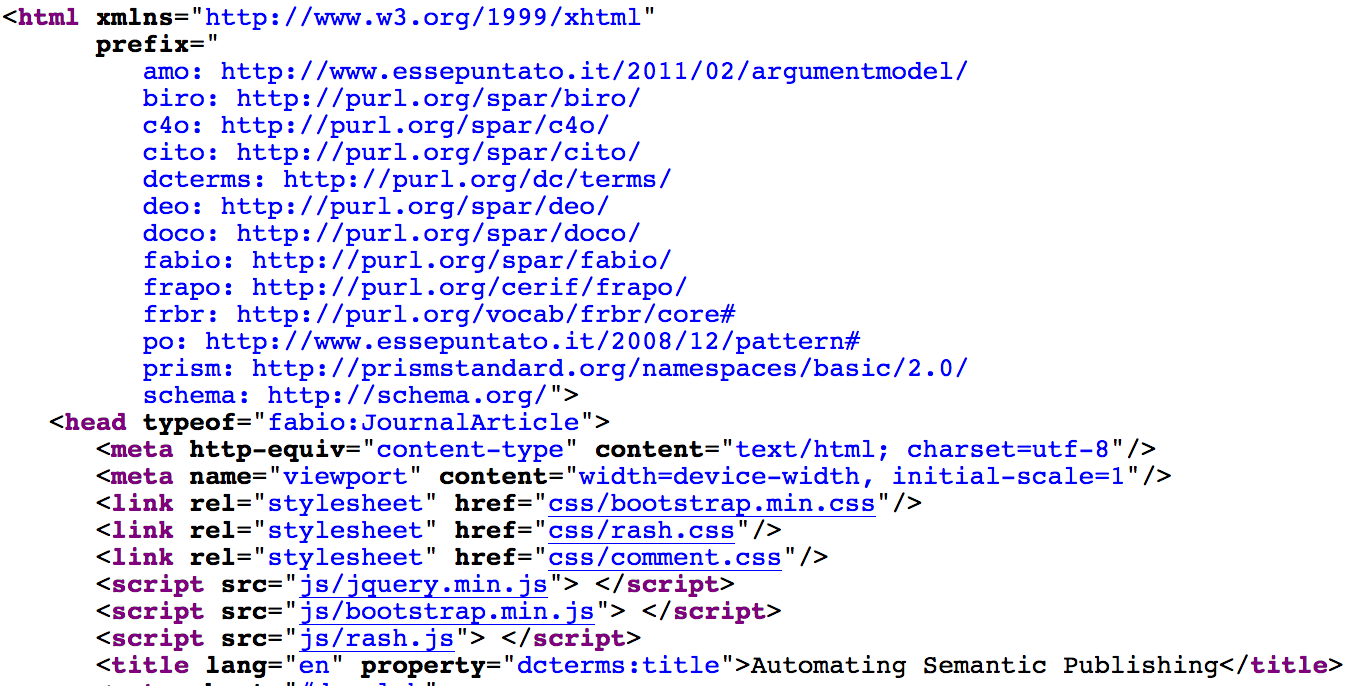 <html xmlns="http://www.w3.org/1999/xhtml"
prefix="
amo: http://www.essepuntato.it/2011/02/argumentmodel/
biro: http://purl.org/spar/biro/
c4o: http://purl.org/spar/c4o/
cito: http://purl.org/spar/cito/
dcterms: http://purl.org/dc/terms/
deo: http://purl.org/spar/deo/
doco: http://purl.org/spar/doco/
fabio: http://purl.org/spar/fabio/
frapo: http://purl.org/cerif/frapo/
frbr: http://purl.org/vocab/frbr/core#
po: http://www.essepuntato.it/2008/12/pattern#
prism: http://prismstandard.org/namespaces/basic/2.0/
schema: http://schema.org/">
<head typeof="fabio:JournalArticle">
<meta http-equiv="content-type" content="text/html; charset=utf-8"/>
<meta name="viewport" content="width=device-width, initial-scale=1"/>
<link rel="stylesheet" href="css/bootstrap.min.css"/>
<link rel="stylesheet" href="css/rash.css"/>
<link rel="stylesheet" href="css/comment.css"/>
<script src="js/jquery.min.js"> </script>
<script src="js/bootstrap.min.js"> </script>
<script src="js/rash.js"> </script>
<title lang="en" property="dcterms:title">Automating Semantic Publishing</title>